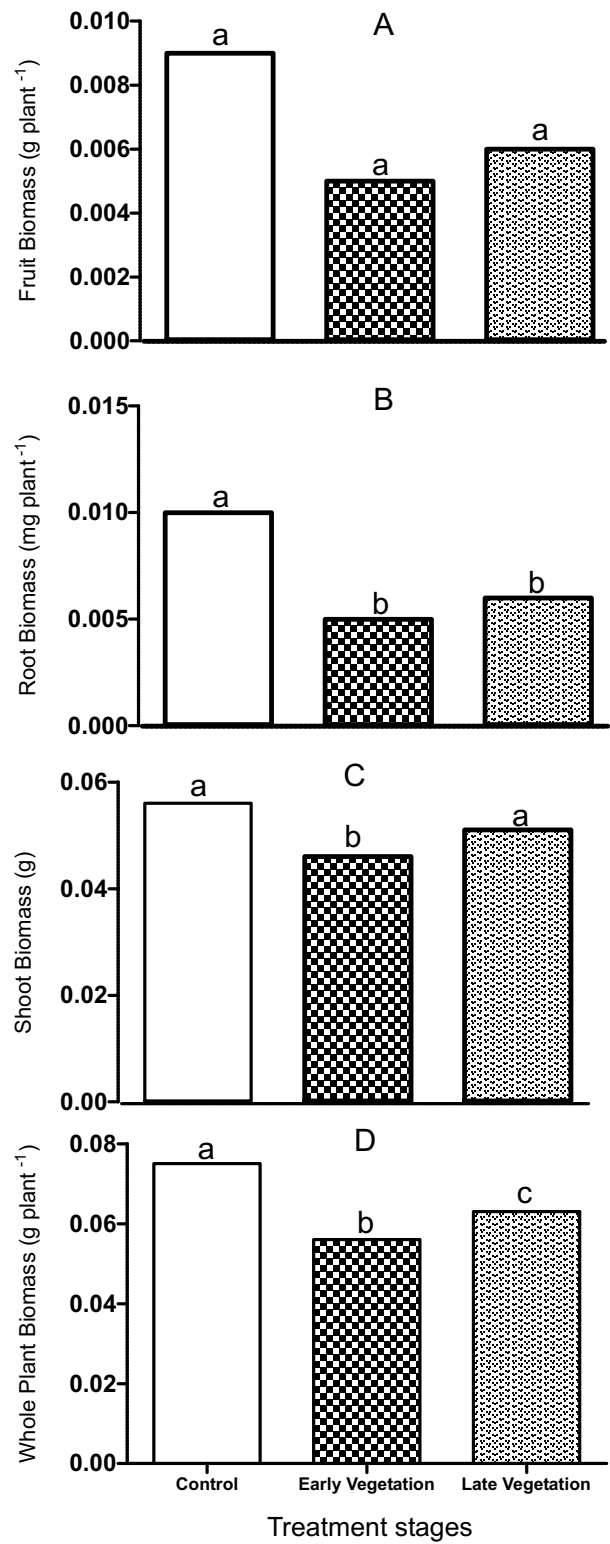 A
Fruit Biomass (g plant -1)
0.010
0.008
0.006
0.004
0.002
0.000
a
a
a
B
Root Biomass (mg plant -1)
0.015
0.010
0.005
0.000
a
b
b
C
Shoot Biomass (g)
0.06
0.04
0.02
0.00
a
b
a
D
Whole Plant Biomass (g plant -1)
0.08
0.06
0.04
0.02
0.00
a
b
c
Control Early Vegetation Late Vegetation
Treatment stages